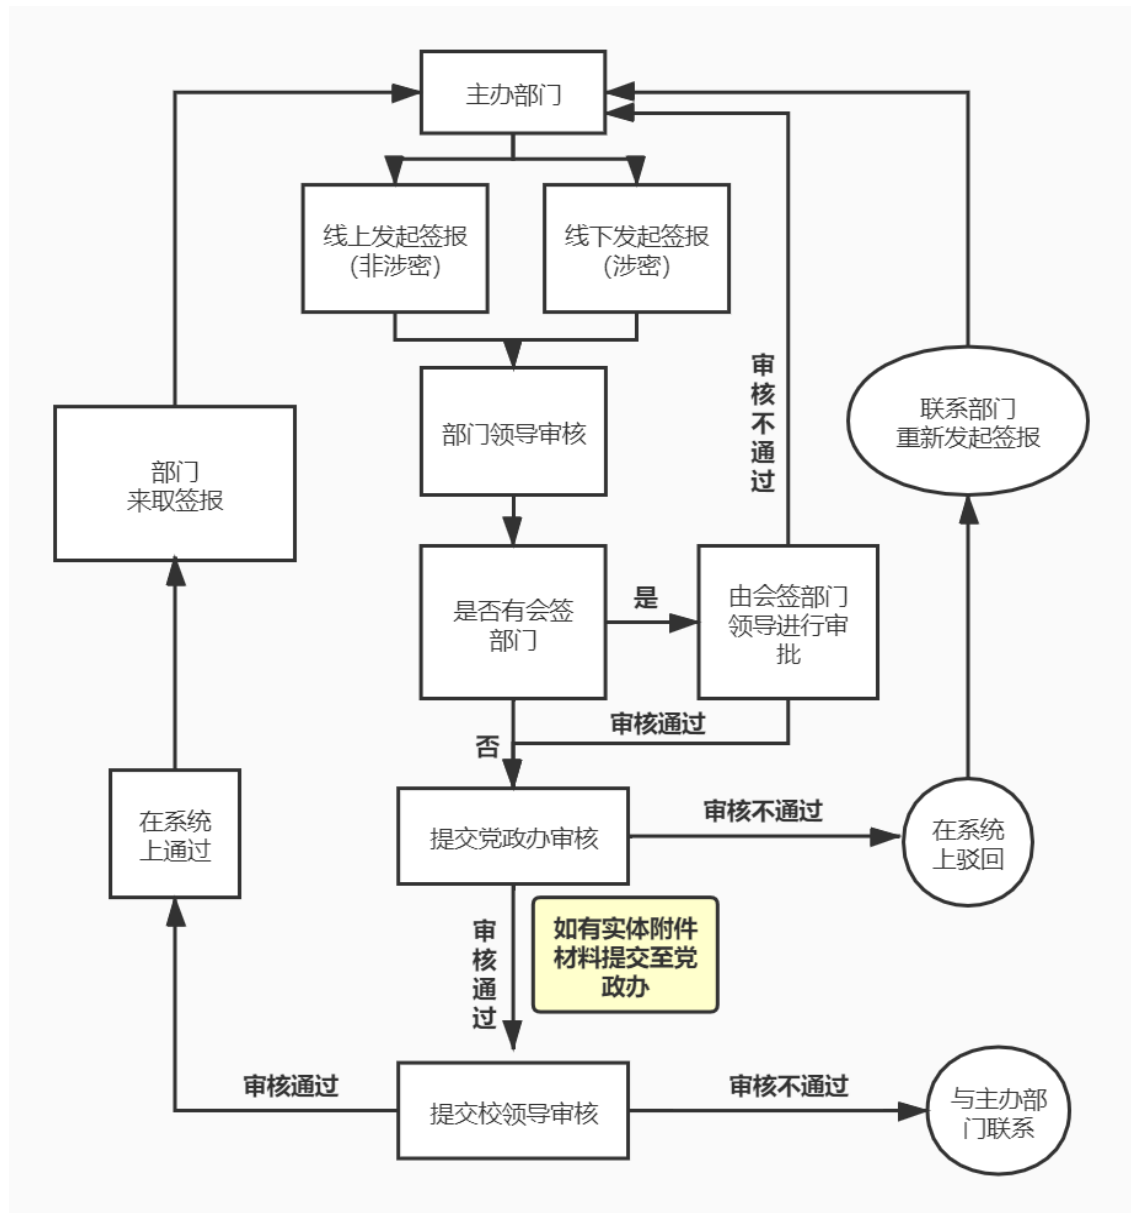 主办部门
线上发起签报
（非涉密）
线下发起签报
（涉密）
审核不通过
部门领导审核
联系部门
重新发起签报
部门
来取签报
是否有会签
部门
是
由会签部门
领导进行审
批
审核通过
否
在系统
上通过
提交党政办审核
审核不通过
在系统
上驳回
审核通过
如有实体附件
材料提交至党
政办
审核通过
提交校领导审核
审核不通过
与主办部
门联系